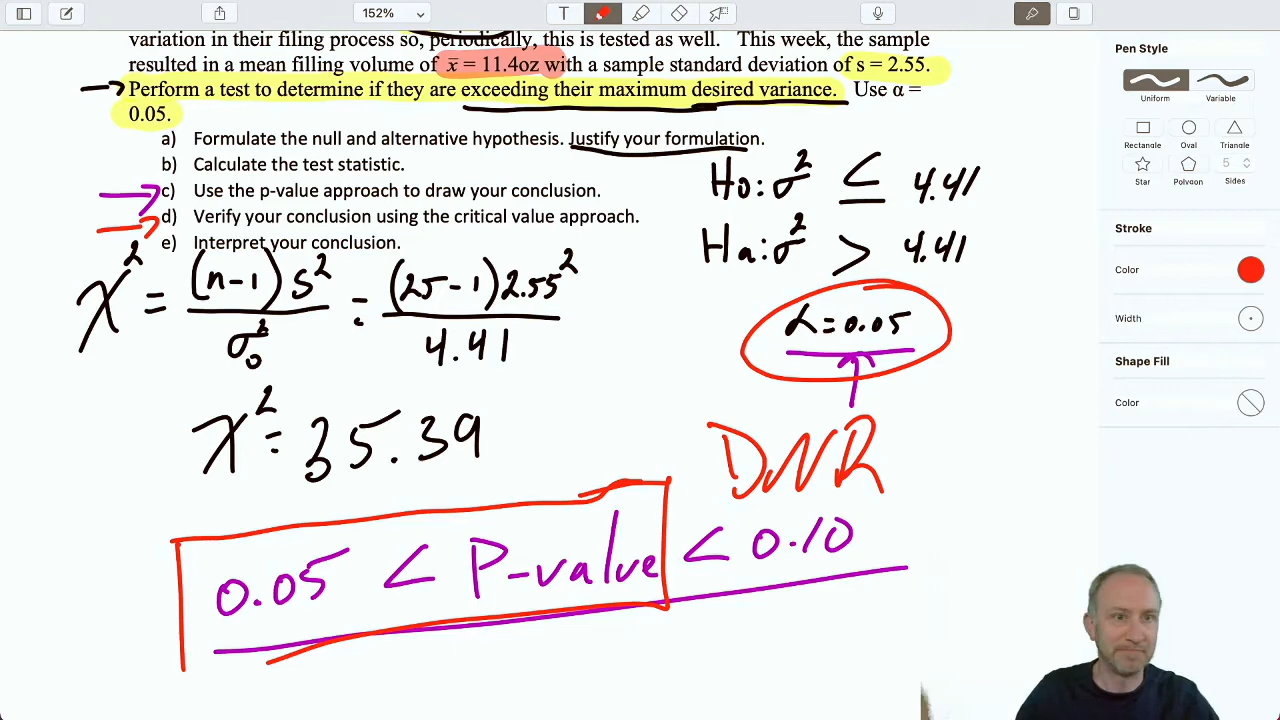 152%
T
variation in their filing process so, periodically, this is tested as well. This week, the sample
resulted in a mean filling volume of x̄ = 11.4oz with a sample standard deviation of s = 2.55.
Perform a test to determine if they are exceeding their maximum desired variance. Use α =
0.05.
a) Formulate the null and alternative hypothesis. Justify your formulation.
b) Calculate the test statistic.
c) Use the p-value approach to draw your conclusion.
d) Verify your conclusion using the critical value approach.
e) Interpret your conclusion.
Ho: σ² ≤ 4.41
Ha: σ² > 4.41
χ² = (n-1)s² / σ₀² = (25-1)2.55² / 4.41
α = 0.05
χ² = 35.39
DNR
0.05 < P-value < 0.10
Pen Style
Uniform
Variable
Rectangle
Oval
Triangle
Star
Polygon
5
Sides
Stroke
Color
Width
Shape Fill
Color